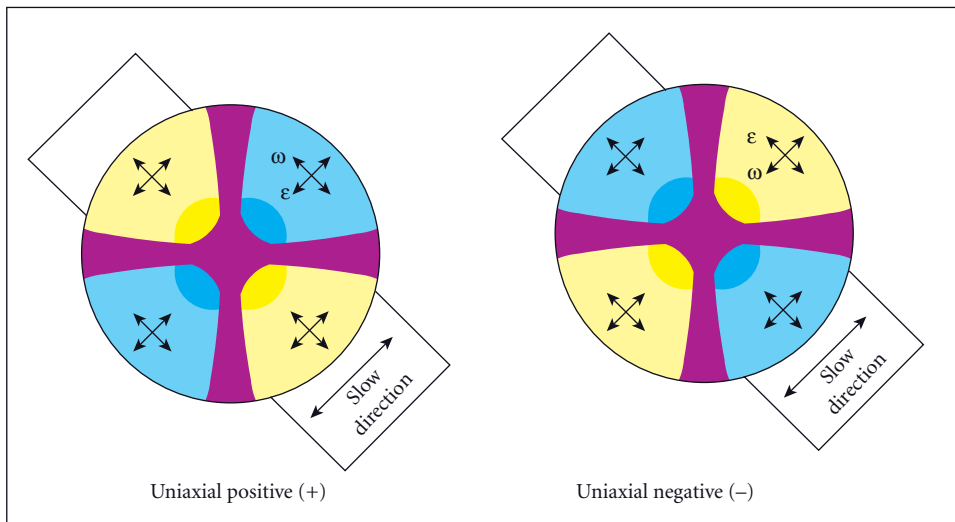 ω
ε
Slow
direction
Uniaxial positive (+)
ε
ω
Slow
direction
Uniaxial negative (–)